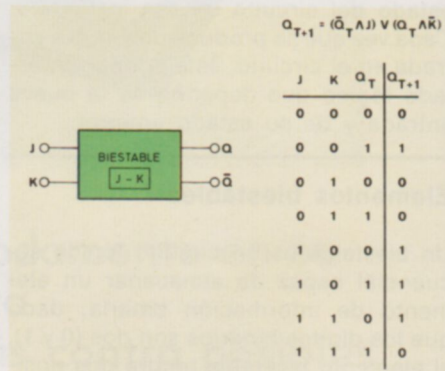 Q_T+1 = (Q̄_T Λ J) V (Q_T Λ K̄)
J K Q_T Q_T+1
0 0 0 0
0 0 1 1
0 1 0 0
0 1 1 0
1 0 0 1
1 0 1 1
1 1 0 1
1 1 1 0
J Q
BIESTABLE
J - K
K Q̄